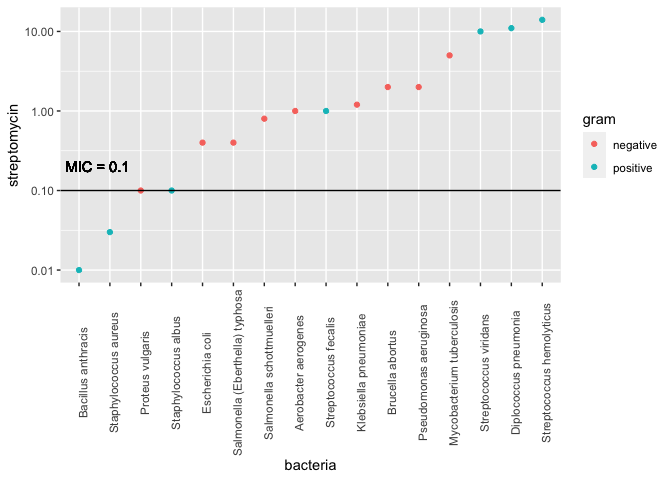 10.00
1.00
0.10
0.01
streptomycin
MIC = 0.1
Bacillus anthracis
Staphylococcus aureus
Proteus vulgaris
Staphylococcus albus
Escherichia coli
Salmonella (Eberthella) typhosa
Salmonella schottmuelleri
Aerobacter aerogenes
Streptococcus fecalis
Klebsiella pneumoniae
Brucella abortus
Pseudomonas aeruginosa
Mycobacterium tuberculosis
Streptococcus viridans
Diplococcus pneumonia
Streptococcus hemolyticus
bacteria
gram
negative
positive